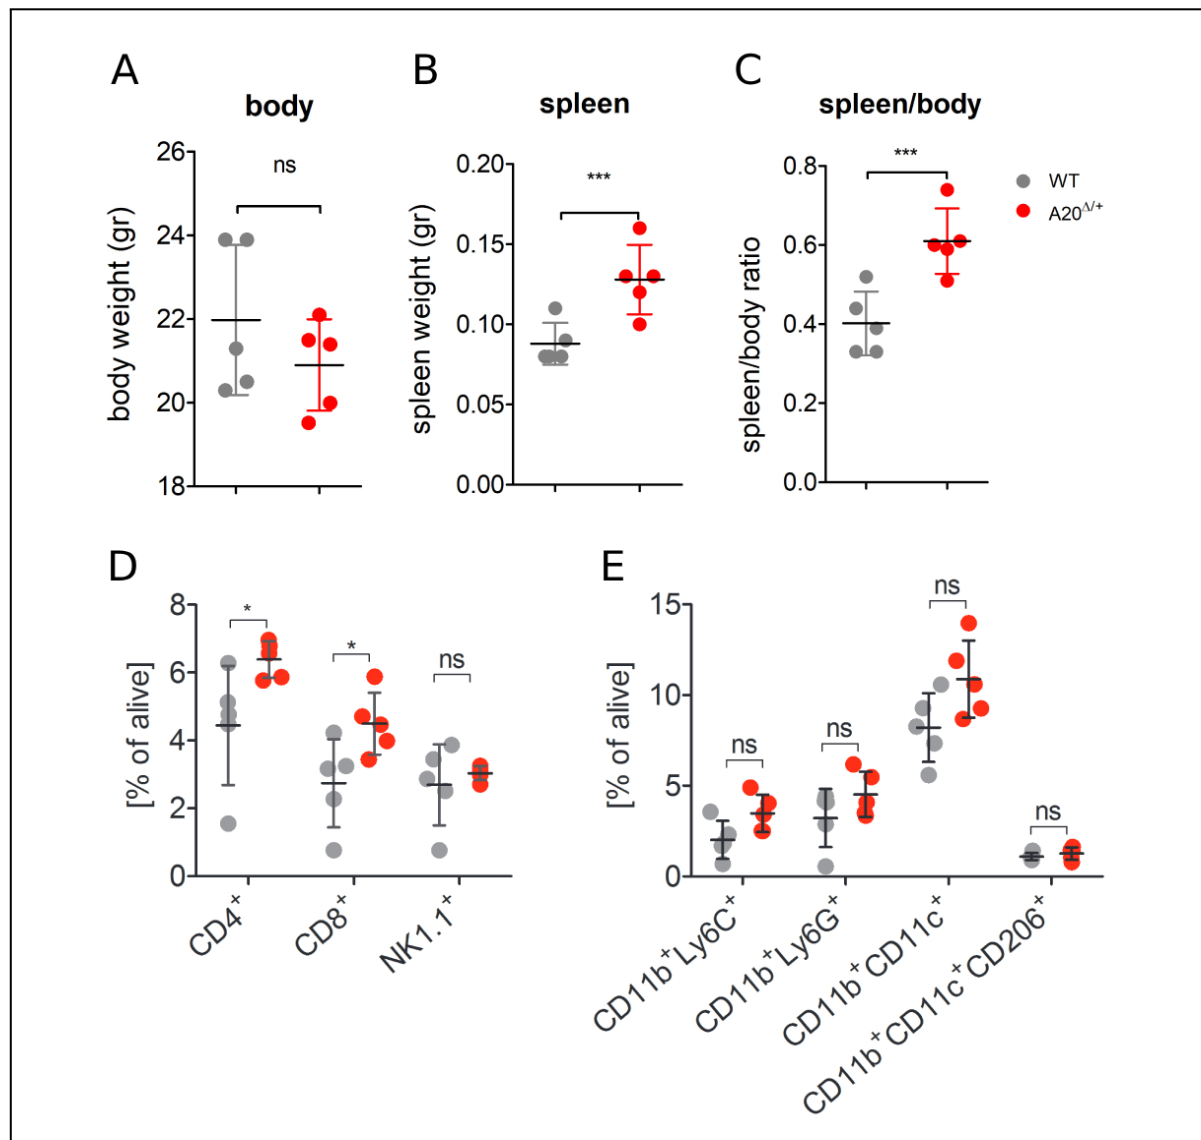 A
body
body weight (gr)
26
24
22
20
18
ns
B
spleen
spleen weight (gr)
0.20
0.15
0.10
0.05
0.00
***
C
spleen/body
spleen/body ratio
0.8
0.6
0.4
0.2
0.0
***
WT
A20Δ/+
D
[% of alive]
8
6
4
2
0
*
*
ns
CD4+
CD8+
NK1.1+
E
[% of alive]
15
10
5
0
ns
ns
ns
ns
CD11b+Ly6C+
CD11b+Ly6G+
CD11b+CD11c+
CD11b+CD11c+CD206+